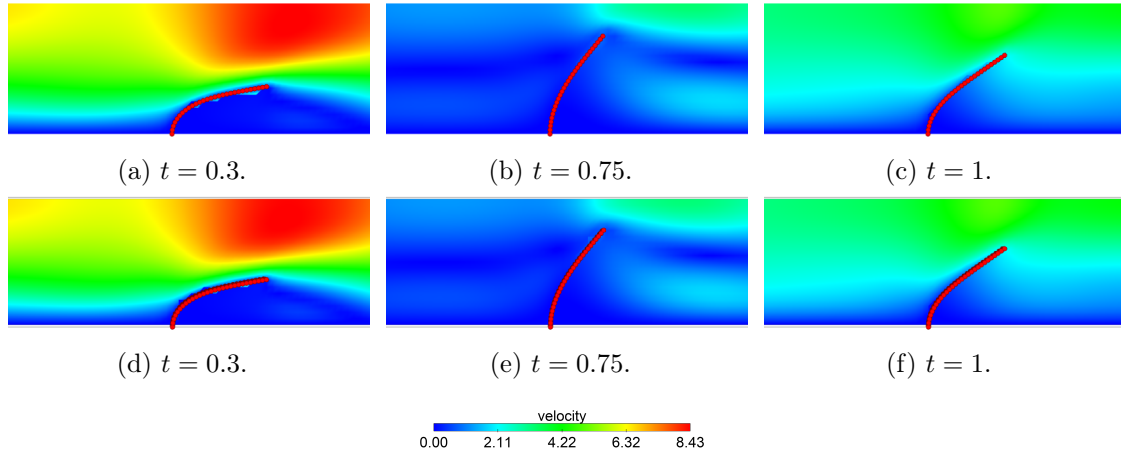 (a) t = 0.3.
(b) t = 0.75.
(c) t = 1.
(d) t = 0.3.
(e) t = 0.75.
(f) t = 1.
velocity
0.00 2.11 4.22 6.32 8.43